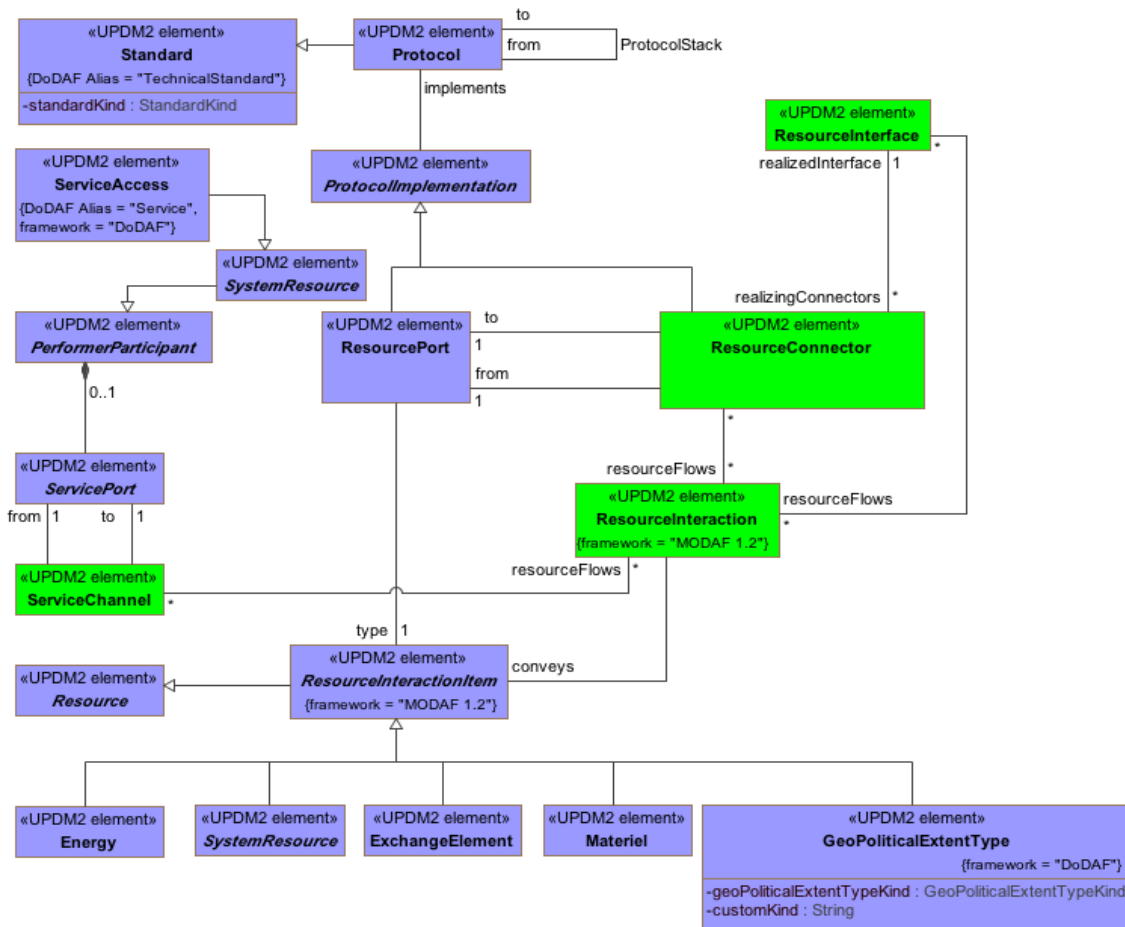 «UPDM2 element»
Standard
{DoDAF Alias = "TechnicalStandard"}
-standardKind : StandardKind
«UPDM2 element»
Protocol
to
from
ProtocolStack
implements
«UPDM2 element»
ResourceInterface
realizedInterface
1
*
«UPDM2 element»
ServiceAccess
{DoDAF Alias = "Service",
framework = "DoDAF"}
«UPDM2 element»
ProtocolImplementation
«UPDM2 element»
SystemResource
realizingConnectors
*
«UPDM2 element»
PerformerParticipant
0..1
«UPDM2 element»
ResourcePort
to
1
from
1
«UPDM2 element»
ResourceConnector
*
resourceFlows
*
«UPDM2 element»
ServicePort
from
1
to
1
«UPDM2 element»
ResourceInteraction
{framework = "MODAF 1.2"}
resourceFlows
*
resourceFlows
*
«UPDM2 element»
ServiceChannel
*
type
1
«UPDM2 element»
ResourceInteractionItem
{framework = "MODAF 1.2"}
conveys
«UPDM2 element»
Resource
«UPDM2 element»
Energy
«UPDM2 element»
SystemResource
«UPDM2 element»
ExchangeElement
«UPDM2 element»
Materiel
«UPDM2 element»
GeoPoliticalExtentType
{framework = "DoDAF"}
-geoPoliticalExtentTypeKind : GeoPoliticalExtentTypeKind
-customKind : String